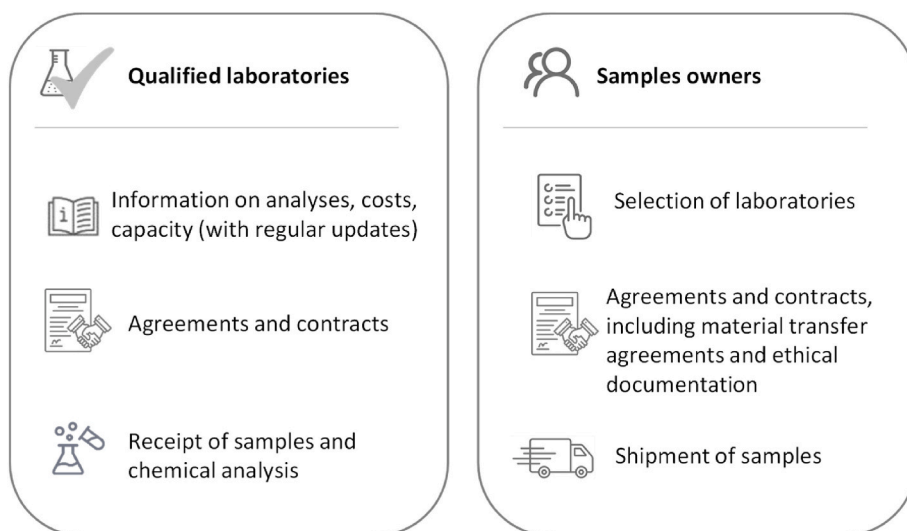 Qualified laboratories
Information on analyses, costs,
capacity (with regular updates)
Agreements and contracts
Receipt of samples and
chemical analysis
Samples owners
Selection of laboratories
Agreements and contracts,
including material transfer
agreements and ethical
documentation
Shipment of samples